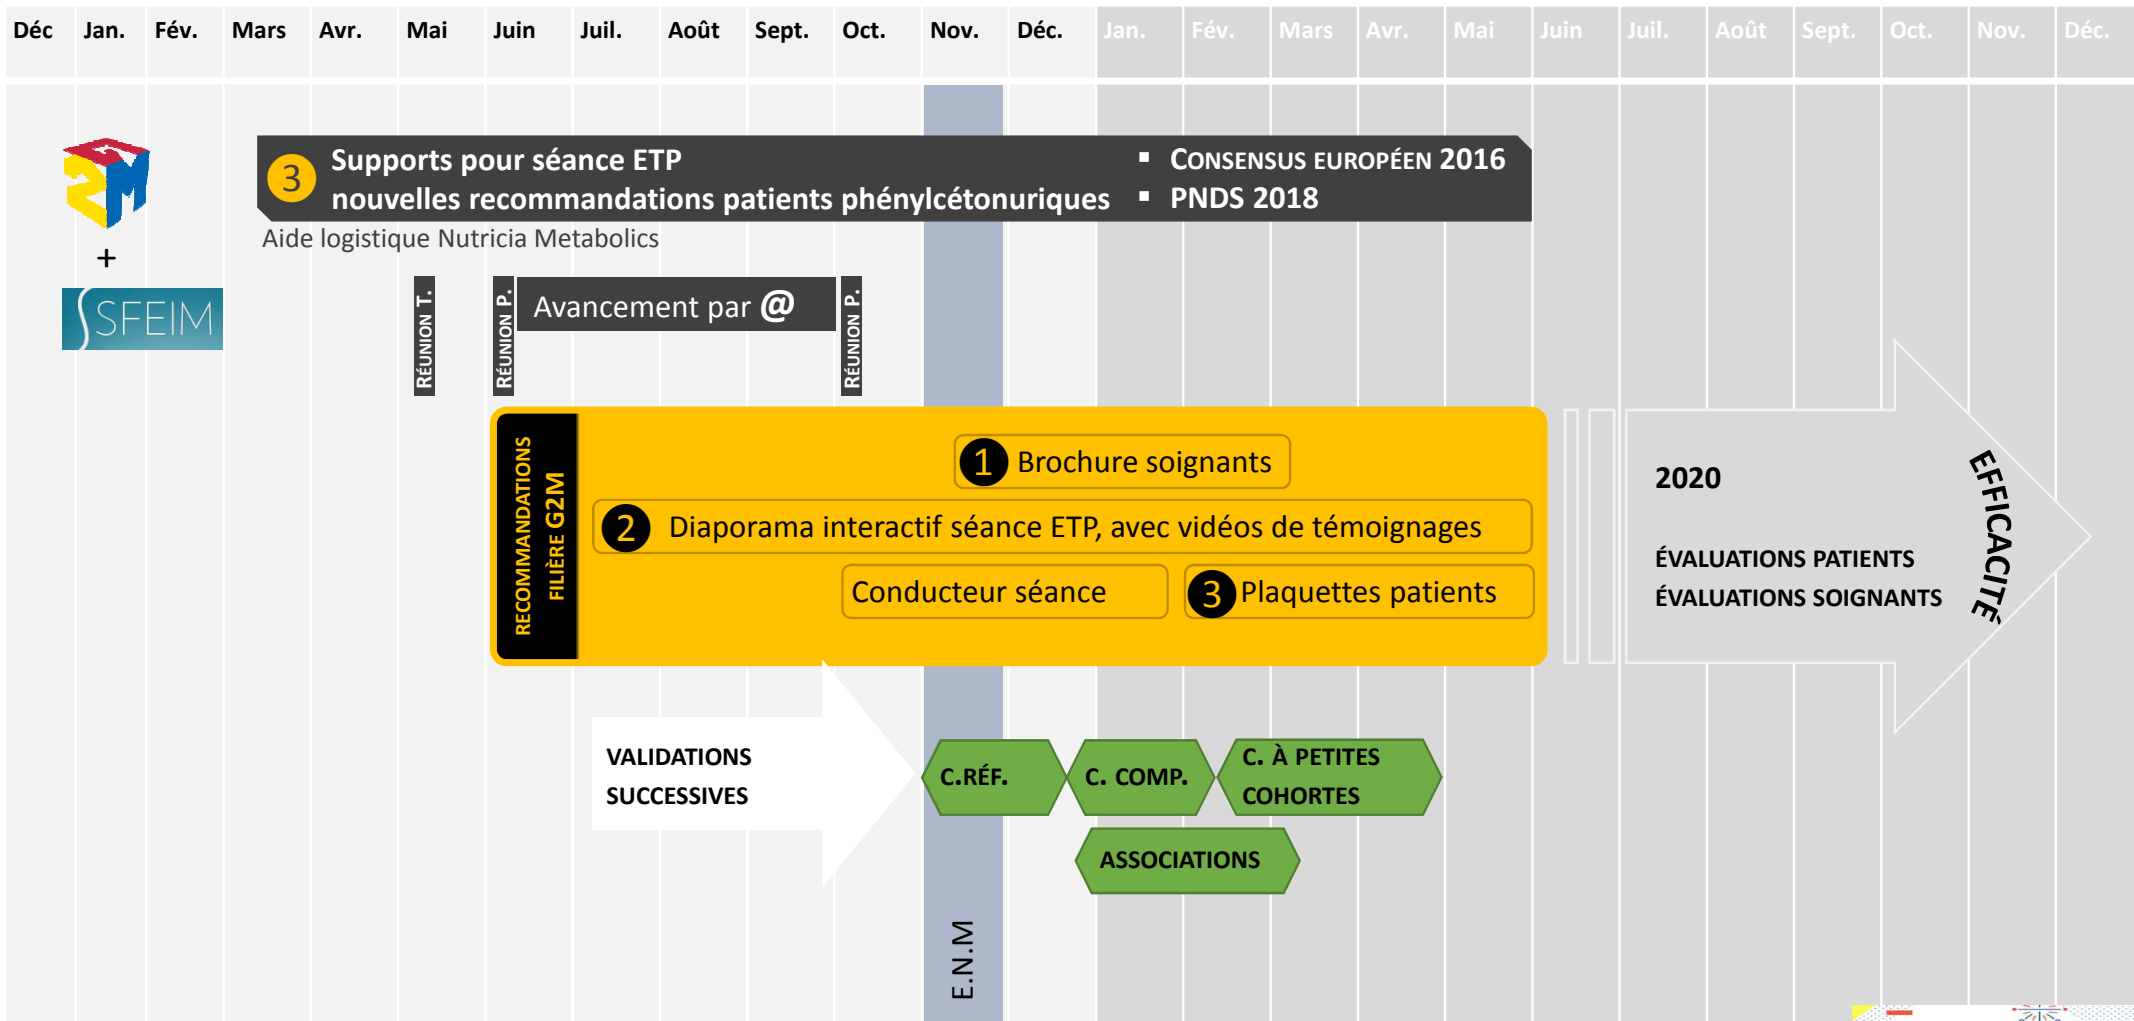 Déc Jan. Fév. Mars Avr. Mai Juin Juil. Août Sept. Oct. Nov. Déc. Jan. Fév. Mars Avr. Mai Juin Juil. Août Sept. Oct. Nov. Déc.
G2M
+
SFEIM
3
Supports pour séance ETP
nouvelles recommandations patients phénylcétonuriques
▪ CONSENSUS EUROPÉEN 2016
▪ PNDS 2018
Aide logistique Nutricia Metabolics
RÉUNION T.
RÉUNION P.
Avancement par @
RÉUNION P.
RECOMMANDATIONS
FILIÈRE G2M
1 Brochure soignants
2 Diaporama interactif séance ETP, avec vidéos de témoignages
Conducteur séance
3 Plaquettes patients
2020
ÉVALUATIONS PATIENTS
ÉVALUATIONS SOIGNANTS
EFFICACITÉ
VALIDATIONS
SUCCESSIVES
C.RÉF.
C. COMP.
C. À PETITES
COHORTES
ASSOCIATIONS
E.N.M